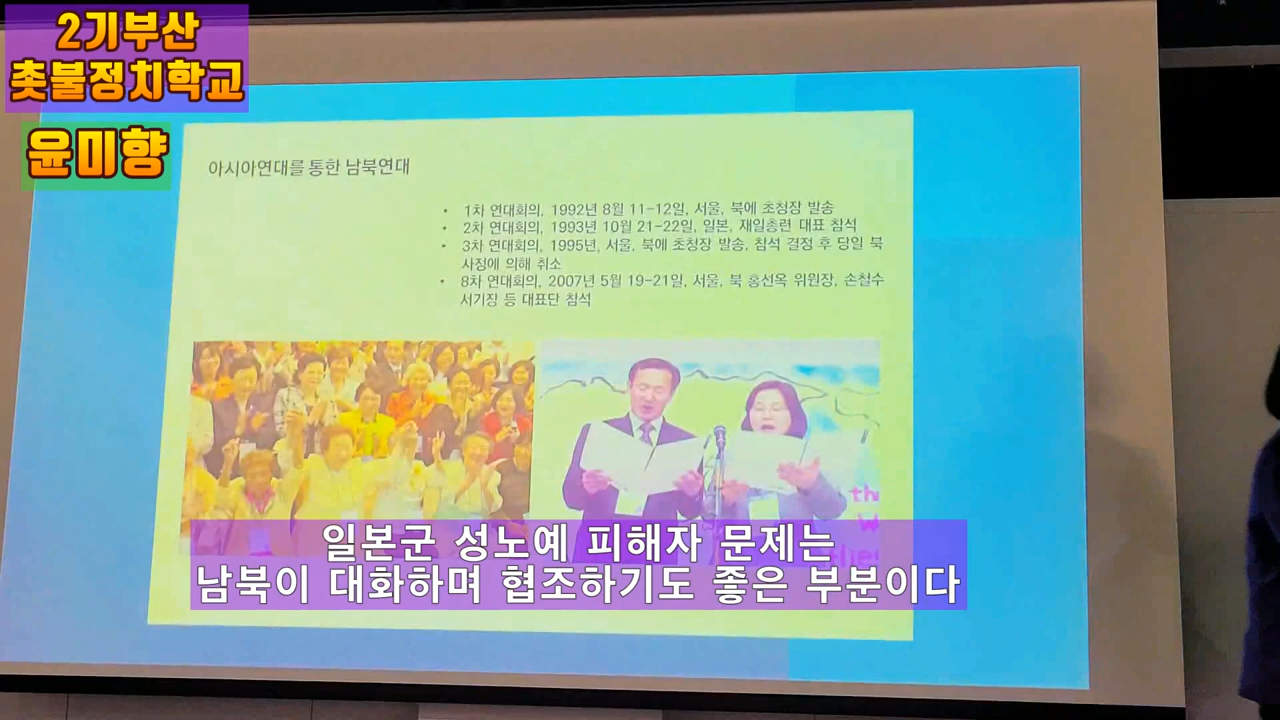 2기부산
촛불정치학교
윤미향
아시아연대를 통한 남북연대
• 1차 연대회의, 1992년 8월 11-12일, 서울, 북에 초청장 발송
• 2차 연대회의, 1993년 10월 21-22일, 일본, 재일총련 대표 참석
• 3차 연대회의, 1995년, 서울, 북에 초청장 발송, 참석 결정 후 당일 북
사정에 의해 취소
• 8차 연대회의, 2007년 5월 19-21일, 서울, 북 홍선옥 위원장, 손철수
서기장 등 대표단 참석
일본군 성노예 피해자 문제는
남북이 대화하며 협조하기도 좋은 부분이다